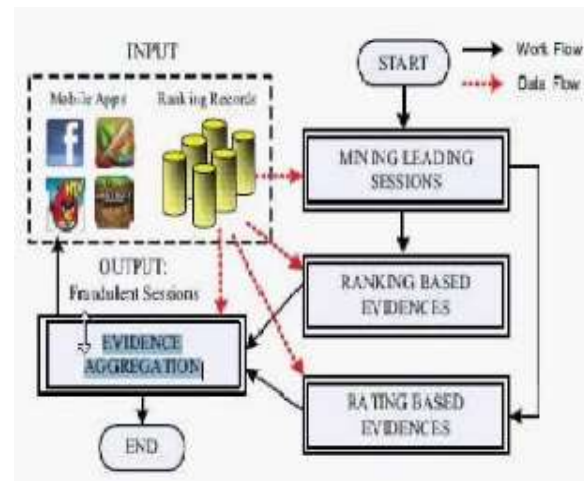 INPUT
Mobile Apps
Ranking Records
START
Work Flow
Data Flow
MINING LEADING
SESSIONS
OUTPUT:
Fraudulent Sessions
RANKING BASED
EVIDENCES
EVIDENCE
AGGREGATION
RATING BASED
EVIDENCES
END